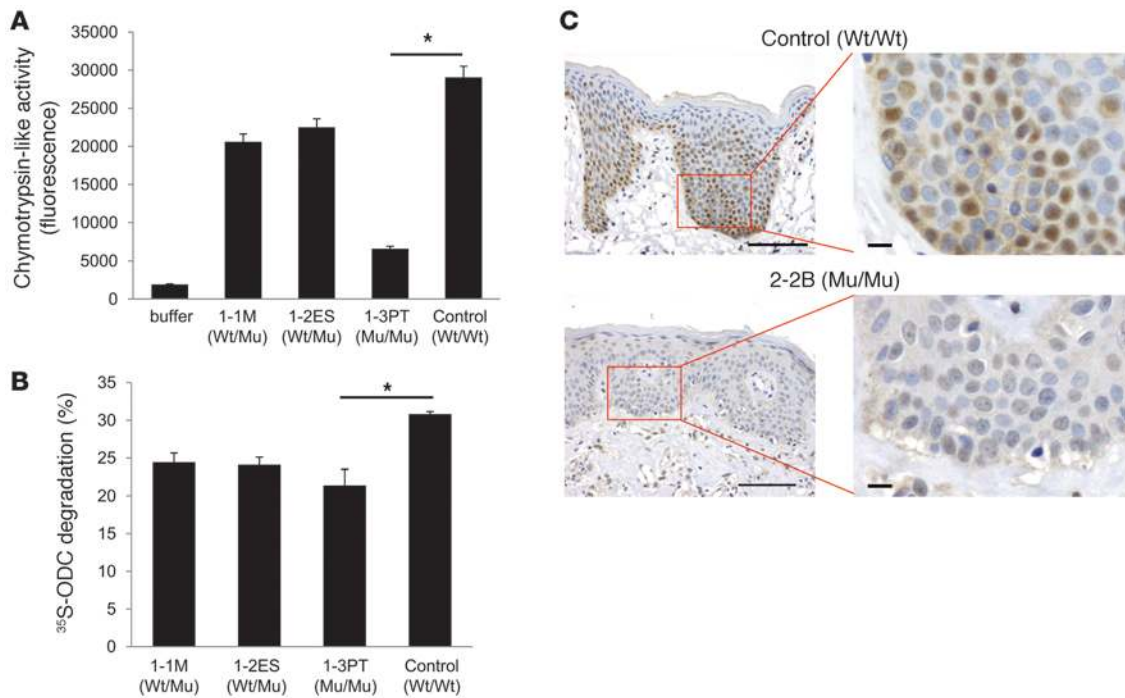 A
Chymotrypsin-like activity
(fluorescence)
35000
30000
25000
20000
15000
10000
5000
0
*
buffer
1-1M
(Wt/Mu)
1-2ES
(Wt/Mu)
1-3PT
(Mu/Mu)
Control
(Wt/Wt)
B
³⁵S-ODC degradation (%)
35
30
25
20
15
10
5
0
*
1-1M
(Wt/Mu)
1-2ES
(Wt/Mu)
1-3PT
(Mu/Mu)
Control
(Wt/Wt)
C
Control (Wt/Wt)
2-2B (Mu/Mu)